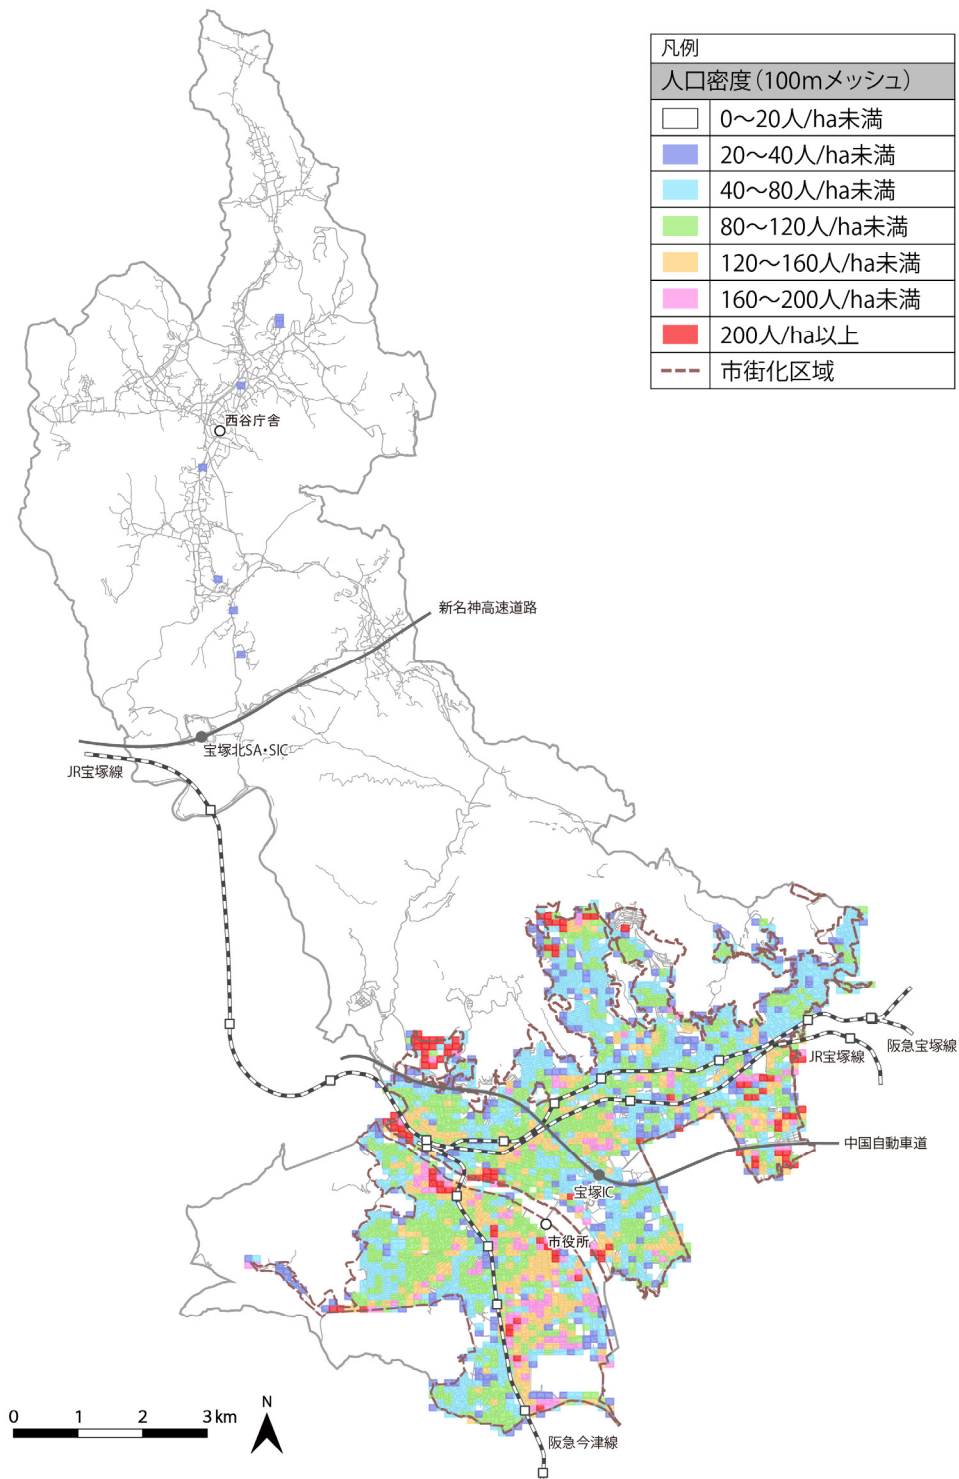 凡例
人口密度(100mメッシュ)
0～20人/ha未満
20～40人/ha未満
40～80人/ha未満
80～120人/ha未満
120～160人/ha未満
160～200人/ha未満
200人/ha以上
市街化区域
西谷庁舎
新名神高速道路
宝塚北SA・SIC
JR宝塚線
阪急宝塚線
JR宝塚線
中国自動車道
宝塚IC
市役所
阪急今津線
0 1 2 3km
N